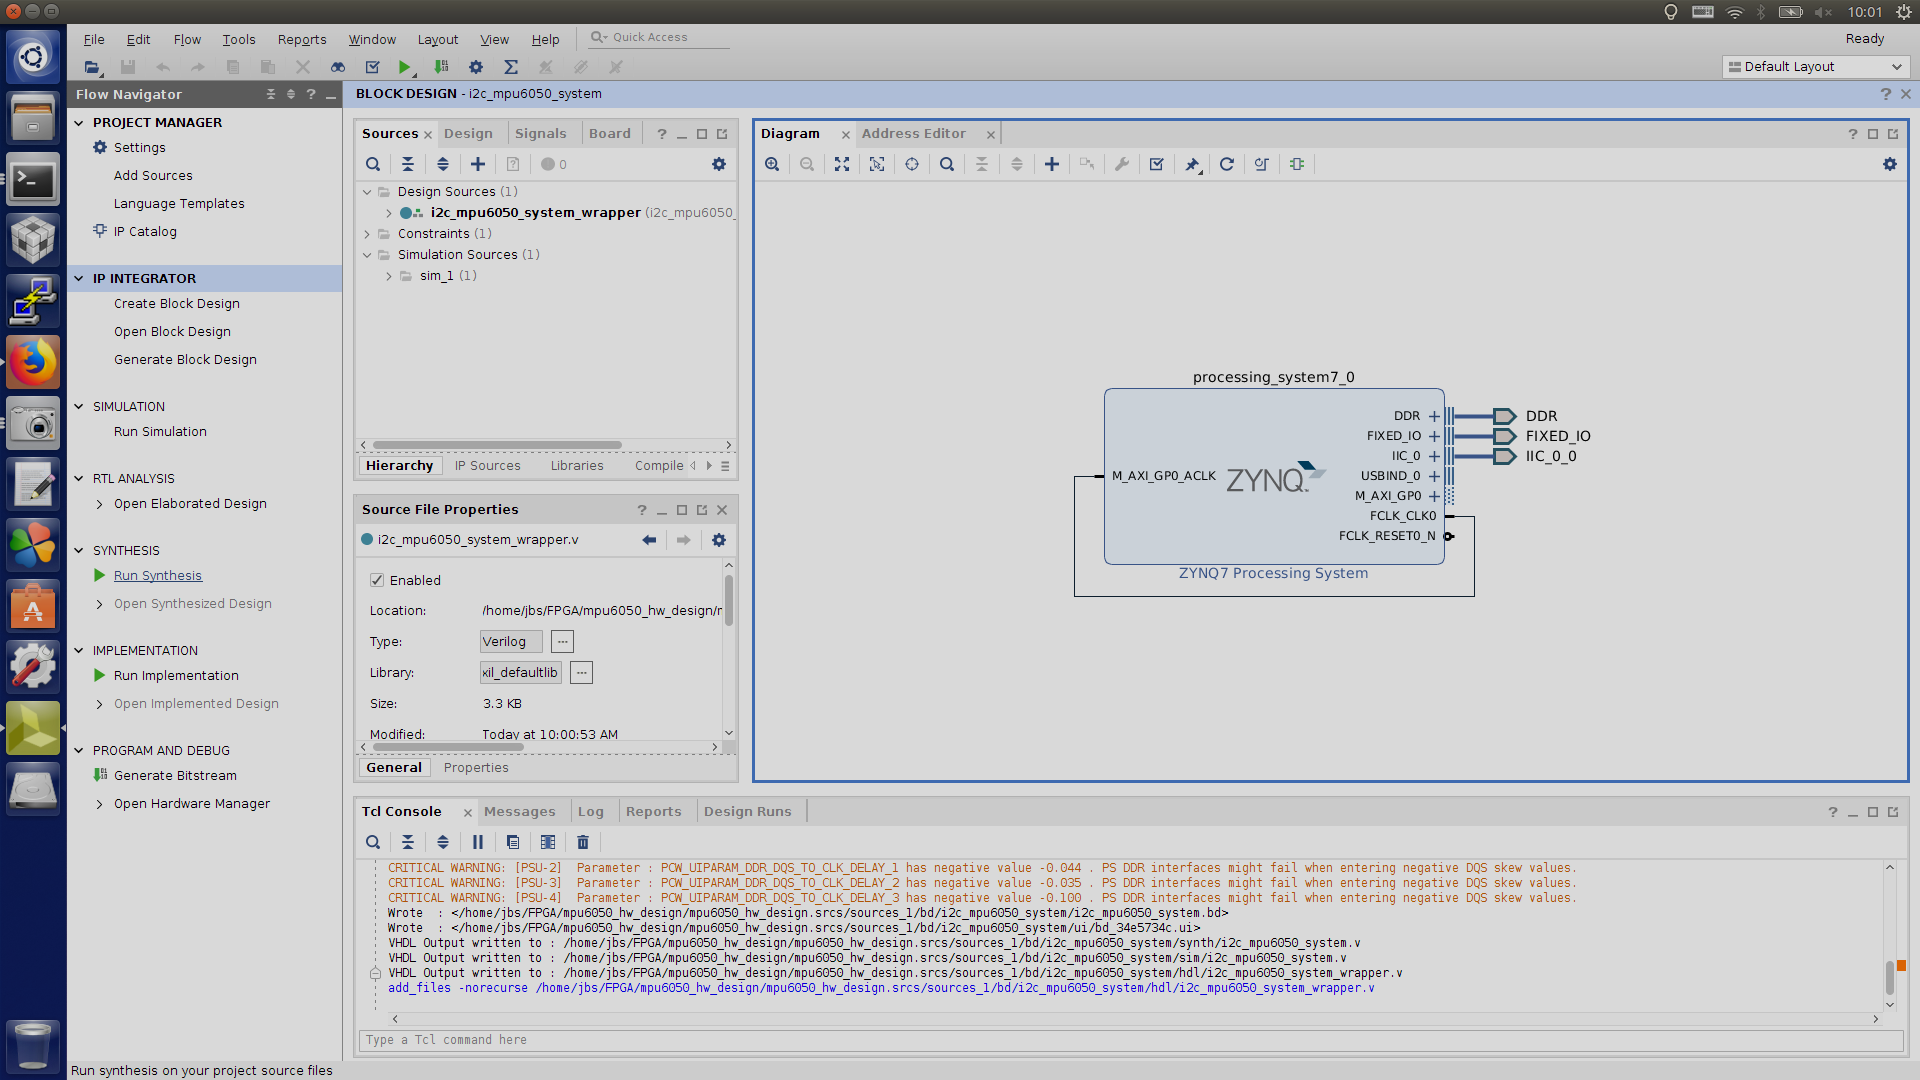 10:01
File Edit Flow Tools Reports Window Layout View Help Quick Access
Ready
Default Layout
Flow Navigator
BLOCK DESIGN - i2c_mpu6050_system
PROJECT MANAGER
Settings
Add Sources
Language Templates
IP Catalog
IP INTEGRATOR
Create Block Design
Open Block Design
Generate Block Design
SIMULATION
Run Simulation
RTL ANALYSIS
Open Elaborated Design
SYNTHESIS
Run Synthesis
Open Synthesized Design
IMPLEMENTATION
Run Implementation
Open Implemented Design
PROGRAM AND DEBUG
Generate Bitstream
Open Hardware Manager
Sources Design Signals Board
0
Design Sources (1)
i2c_mpu6050_system_wrapper (i2c_mpu6050_
Constraints (1)
Simulation Sources (1)
sim_1 (1)
Hierarchy IP Sources Libraries Compile
Source File Properties
i2c_mpu6050_system_wrapper.v
Enabled
Location: /home/jbs/FPGA/mpu6050_hw_design/
Type: Verilog
Library: xil_defaultlib
Size: 3.3 KB
Modified: Today at 10:00:53 AM
General Properties
Diagram Address Editor
processing_system7_0
DDR DDR
FIXED_IO FIXED_IO
IIC_0 IIC_0_0
M_AXI_GP0_ACLK ZYNQ USBIND_0
M_AXI_GP0
FCLK_CLK0
FCLK_RESET0_N
ZYNQ7 Processing System
Tcl Console Messages Log Reports Design Runs
CRITICAL WARNING: [PSU-2]  Parameter : PCW_UIPARAM_DDR_DQS_TO_CLK_DELAY_1 has negative value -0.044 . PS DDR interfaces might fail when entering negative DQS skew values.
CRITICAL WARNING: [PSU-3]  Parameter : PCW_UIPARAM_DDR_DQS_TO_CLK_DELAY_2 has negative value -0.035 . PS DDR interfaces might fail when entering negative DQS skew values.
CRITICAL WARNING: [PSU-4]  Parameter : PCW_UIPARAM_DDR_DQS_TO_CLK_DELAY_3 has negative value -0.100 . PS DDR interfaces might fail when entering negative DQS skew values.
Wrote  : </home/jbs/FPGA/mpu6050_hw_design/mpu6050_hw_design.srcs/sources_1/bd/i2c_mpu6050_system/i2c_mpu6050_system.bd>
Wrote  : </home/jbs/FPGA/mpu6050_hw_design/mpu6050_hw_design.srcs/sources_1/bd/i2c_mpu6050_system/ui/bd_34e5734c.ui>
VHDL Output written to : /home/jbs/FPGA/mpu6050_hw_design/mpu6050_hw_design.srcs/sources_1/bd/i2c_mpu6050_system/synth/i2c_mpu6050_system.v
VHDL Output written to : /home/jbs/FPGA/mpu6050_hw_design/mpu6050_hw_design.srcs/sources_1/bd/i2c_mpu6050_system/sim/i2c_mpu6050_system.v
VHDL Output written to : /home/jbs/FPGA/mpu6050_hw_design/mpu6050_hw_design.srcs/sources_1/bd/i2c_mpu6050_system/hdl/i2c_mpu6050_system_wrapper.v
add_files -norecurse /home/jbs/FPGA/mpu6050_hw_design/mpu6050_hw_design.srcs/sources_1/bd/i2c_mpu6050_system/hdl/i2c_mpu6050_system_wrapper.v
Type a Tcl command here
Run synthesis on your project source files